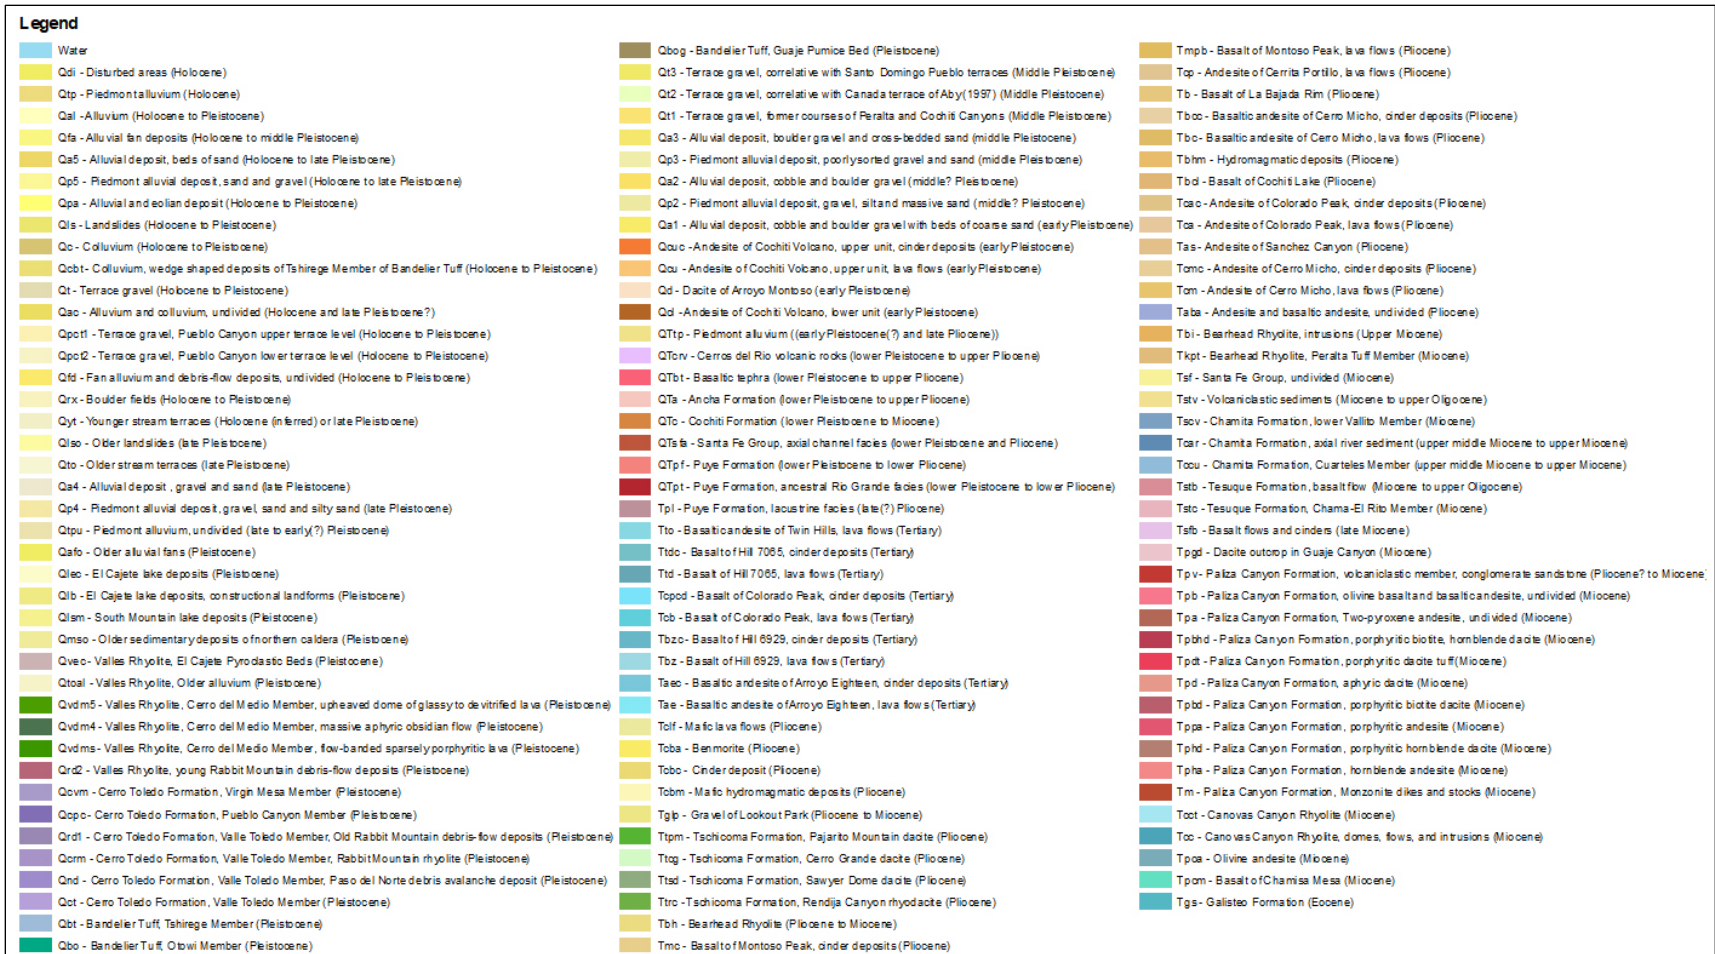 Legend
Water
Qdi - Disturbed areas (Holocene)
Qtp - Piedmont alluvium (Holocene)
Qal - Alluvium (Holocene to Pleistocene)
Qfa - Alluvial fan deposits (Holocene to middle Pleistocene)
Qa5 - Alluvial deposit, beds of sand (Holocene to late Pleistocene)
Qp5 - Piedmont alluvial deposit, sand and gravel (Holocene to late Pleistocene)
Qpa - Alluvial and eolian deposit (Holocene to Pleistocene)
Qls - Landslides (Holocene to Pleistocene)
Qc - Colluvium (Holocene to Pleistocene)
Qcbt - Colluvium, wedge shaped deposits of Tshirege Member of Bandelier Tuff (Holocene to Pleistocene)
Qt - Terrace gravel (Holocene to Pleistocene)
Qac - Alluvium and colluvium, undivided (Holocene and late Pleistocene?)
Qpct1 - Terrace gravel, Pueblo Canyon upper terrace level (Holocene to Pleistocene)
Qpct2 - Terrace gravel, Pueblo Canyon lower terrace level (Holocene to Pleistocene)
Qfd - Fan alluvium and debris-flow deposits, undivided (Holocene to Pleistocene)
Qrx - Boulder fields (Holocene to Pleistocene)
Qyt - Younger stream terraces (Holocene (inferred) or late Pleistocene)
Qlso - Older landslides (late Pleistocene)
Qto - Older stream terraces (late Pleistocene)
Qa4 - Alluvial deposit , gravel and sand (late Pleistocene)
Qp4 - Piedmont alluvial deposit, gravel, sand and silty sand (late Pleistocene)
Qtpu - Piedmont alluvium, undivided (late to early(?) Pleistocene)
Qafo - Older alluvial fans (Pleistocene)
Qlec - El Cajete lake deposits (Pleistocene)
Qlb - El Cajete lake deposits, constructional landforms (Pleistocene)
Qlsm - South Mountain lake deposits (Pleistocene)
Qmso - Older sedimentary deposits of northern caldera (Pleistocene)
Qvec - Valles Rhyolite, El Cajete Pyroclastic Beds (Pleistocene)
Qtoal - Valles Rhyolite, Older alluvium (Pleistocene)
Qvdm5 - Valles Rhyolite, Cerro del Medio Member, upheaved dome of glassy to devitrified lava (Pleistocene)
Qvdm4 - Valles Rhyolite, Cerro del Medio Member, massive aphyric obsidian flow (Pleistocene)
Qvdms - Valles Rhyolite, Cerro del Medio Member, flow-banded sparsely porphyritic lava (Pleistocene)
Qrd2 - Valles Rhyolite, young Rabbit Mountain debris-flow deposits (Pleistocene)
Qcvm - Cerro Toledo Formation, Virgin Mesa Member (Pleistocene)
Qcpc - Cerro Toledo Formation, Pueblo Canyon Member (Pleistocene)
Qrd1 - Cerro Toledo Formation, Valle Toledo Member, Old Rabbit Mountain debris-flow deposits (Pleistocene)
Qcrm - Cerro Toledo Formation, Valle Toledo Member, Rabbit Mountain rhyolite (Pleistocene)
Qnd - Cerro Toledo Formation, Valle Toledo Member, Paso del Norte debris avalanche deposit (Pleistocene)
Qct - Cerro Toledo Formation, Valle Toledo Member (Pleistocene)
Qbt - Bandelier Tuff, Tshirege Member (Pleistocene)
Qbo - Bandelier Tuff, Otowi Member (Pleistocene)
Qbog - Bandelier Tuff, Guaje Pumice Bed (Pleistocene)
Qt3 - Terrace gravel, correlative with Santo Domingo Pueblo terraces (Middle Pleistocene)
Qt2 - Terrace gravel, correlative with Canada terrace of Aby (1997) (Middle Pleistocene)
Qt1 - Terrace gravel, former courses of Peralta and Cochiti Canyons (Middle Pleistocene)
Qa3 - Alluvial deposit, boulder gravel and cross-bedded sand (middle Pleistocene)
Qp3 - Piedmont alluvial deposit, poorly sorted gravel and sand (middle Pleistocene)
Qa2 - Alluvial deposit, cobble and boulder gravel (middle? Pleistocene)
Qp2 - Piedmont alluvial deposit, gravel, silt and massive sand (middle? Pleistocene)
Qa1 - Alluvial deposit, cobble and boulder gravel with beds of coarse sand (early Pleistocene)
Qcuc - Andesite of Cochiti Volcano, upper unit, cinder deposits (early Pleistocene)
Qcu - Andesite of Cochiti Volcano, upper unit, lava flows (early Pleistocene)
Qd - Dacite of Arroyo Montoso (early Pleistocene)
Qcl - Andesite of Cochiti Volcano, lower unit (early Pleistocene)
QTtp - Piedmont alluvium ((early Pleistocene(?) and late Pliocene))
QTcrv - Cerros del Rio volcanic rocks (lower Pleistocene to upper Pliocene)
QTbt - Basaltic tephra (lower Pleistocene to upper Pliocene)
QTa - Ancha Formation (lower Pleistocene to upper Pliocene)
QTc - Cochiti Formation (lower Pleistocene to Miocene)
QTsfa - Santa Fe Group, axial channel facies (lower Pleistocene and Pliocene)
QTpf - Puye Formation (lower Pleistocene to lower Pliocene)
QTpt - Puye Formation, ancestral Rio Grande facies (lower Pleistocene to lower Pliocene)
Tpl - Puye Formation, lacustrine facies (late(?) Pliocene)
Tto - Basaltic andesite of Twin Hills, lava flows (Tertiary)
Ttdc - Basalt of Hill 7065, cinder deposits (Tertiary)
Ttd - Basalt of Hill 7065, lava flows (Tertiary)
Tcpcd - Basalt of Colorado Peak, cinder deposits (Tertiary)
Tcb - Basalt of Colorado Peak, lava flows (Tertiary)
Tbzc - Basalt of Hill 6929, cinder deposits (Tertiary)
Tbz - Basalt of Hill 6929, lava flows (Tertiary)
Taec - Basaltic andesite of Arroyo Eighteen, cinder deposits (Tertiary)
Tae - Basaltic andesite of Arroyo Eighteen, lava flows (Tertiary)
Tclf - Mafic lava flows (Pliocene)
Tcba - Benmorite (Pliocene)
Tcbc - Cinder deposit (Pliocene)
Tcbm - Mafic hydromagmatic deposits (Pliocene)
Tglp - Gravel of Lookout Park (Pliocene to Miocene)
Ttpm - Tschicoma Formation, Pajarito Mountain dacite (Pliocene)
Ttcg - Tschicoma Formation, Cerro Grande dacite (Pliocene)
Ttsd - Tschicoma Formation, Sawyer Dome dacite (Pliocene)
Ttrc - Tschicoma Formation, Rendija Canyon rhyodacite (Pliocene)
Tbh - Bearhead Rhyolite (Pliocene to Miocene)
Tmc - Basalt of Montoso Peak, cinder deposits (Pliocene)
Tmpb - Basalt of Montoso Peak, lava flows (Pliocene)
Tcp - Andesite of Cerrita Portillo, lava flows (Pliocene)
Tb - Basalt of La Bajada Rim (Pliocene)
Tbcc - Basaltic andesite of Cerro Micho, cinder deposits (Pliocene)
Tbc - Basaltic andesite of Cerro Micho, lava flows (Pliocene)
Tbhm - Hydromagmatic deposits (Pliocene)
Tbcl - Basalt of Cochiti Lake (Pliocene)
Tcac - Andesite of Colorado Peak, cinder deposits (Pliocene)
Tca - Andesite of Colorado Peak, lava flows (Pliocene)
Tas - Andesite of Sanchez Canyon (Pliocene)
Tcmc - Andesite of Cerro Micho, cinder deposits (Pliocene)
Tcm - Andesite of Cerro Micho, lava flows (Pliocene)
Taba - Andesite and basaltic andesite, undivided (Pliocene)
Tbi - Bearhead Rhyolite, intrusions (Upper Miocene)
Tkpt - Bearhead Rhyolite, Peralta Tuff Member (Miocene)
Tsf - Santa Fe Group, undivided (Miocene)
Tstv - Volcaniclastic sediments (Miocene to upper Oligocene)
Tscv - Chamita Formation, lower Vallito Member (Miocene)
Tcar - Chamita Formation, axial river sediment (upper middle Miocene to upper Miocene)
Tccu - Chamita Formation, Cuarteles Member (upper middle Miocene to upper Miocene)
Tstb - Tesuque Formation, basalt flow (Miocene to upper Oligocene)
Tstc - Tesuque Formation, Chama-El Rito Member (Miocene)
Tsfb - Basalt flows and cinders (late Miocene)
Tpgd - Dacite outcrop in Guaje Canyon (Miocene)
Tpv - Paliza Canyon Formation, volcaniclastic member, conglomerate sandstone (Pliocene? to Miocene)
Tpb - Paliza Canyon Formation, olivine basalt and basaltic andesite, undivided (Miocene)
Tpa - Paliza Canyon Formation, Two-pyroxene andesite, undivided (Miocene)
Tpbhd - Paliza Canyon Formation, porphyritic biotite, hornblende dacite (Miocene)
Tpdt - Paliza Canyon Formation, porphyritic dacite tuff(Miocene)
Tpd - Paliza Canyon Formation, aphyric dacite (Miocene)
Tpbd - Paliza Canyon Formation, porphyritic biotite dacite (Miocene)
Tppa - Paliza Canyon Formation, porphyritic andesite (Miocene)
Tphd - Paliza Canyon Formation, porphyritic hornblende dacite (Miocene)
Tpha - Paliza Canyon Formation, hornblende andesite (Miocene)
Tm - Paliza Canyon Formation, Monzonite dikes and stocks (Miocene)
Tcct - Canovas Canyon Rhyolite (Miocene)
Tcc - Canovas Canyon Rhyolite, domes, flows, and intrusions (Miocene)
Tpoa - Olivine andesite (Miocene)
Tpcm - Basalt of Chamisa Mesa (Miocene)
Tgs - Galisteo Formation (Eocene)